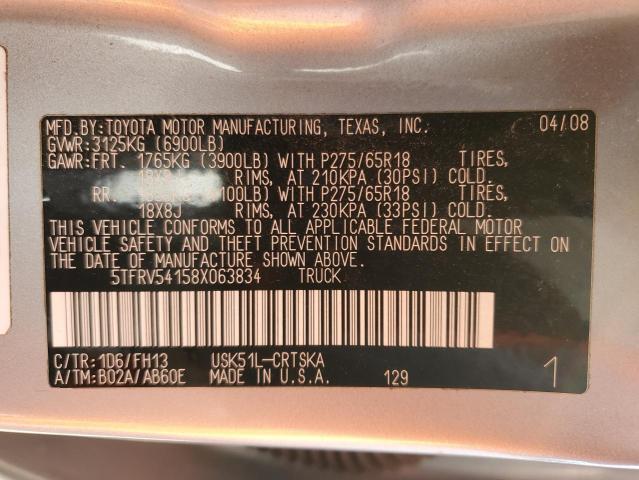 MFD.BY:TOYOTA MOTOR MANUFACTURING, TEXAS, INC. 04/08
GVWR:3125KG (6900LB)
GAWR:FRT. 1765KG (3900LB) WITH P275/65R18 TIRES,
RIMS, AT 210KPA (30PSI) COLD.
RR. WITH P275/65R18 TIRES,
18X8J RIMS, AT 230KPA (33PSI) COLD.
THIS VEHICLE CONFORMS TO ALL APPLICABLE FEDERAL MOTOR
VEHICLE SAFETY AND THEFT PREVENTION STANDARDS IN EFFECT ON
THE DATE OF MANUFACTURE SHOWN ABOVE.
5TFRV54158X063834 TRUCK
C/TR:1D6/FH13 USK51L-CRTSKA
A/TM:B02A/AB60E MADE IN U.S.A. 129 1